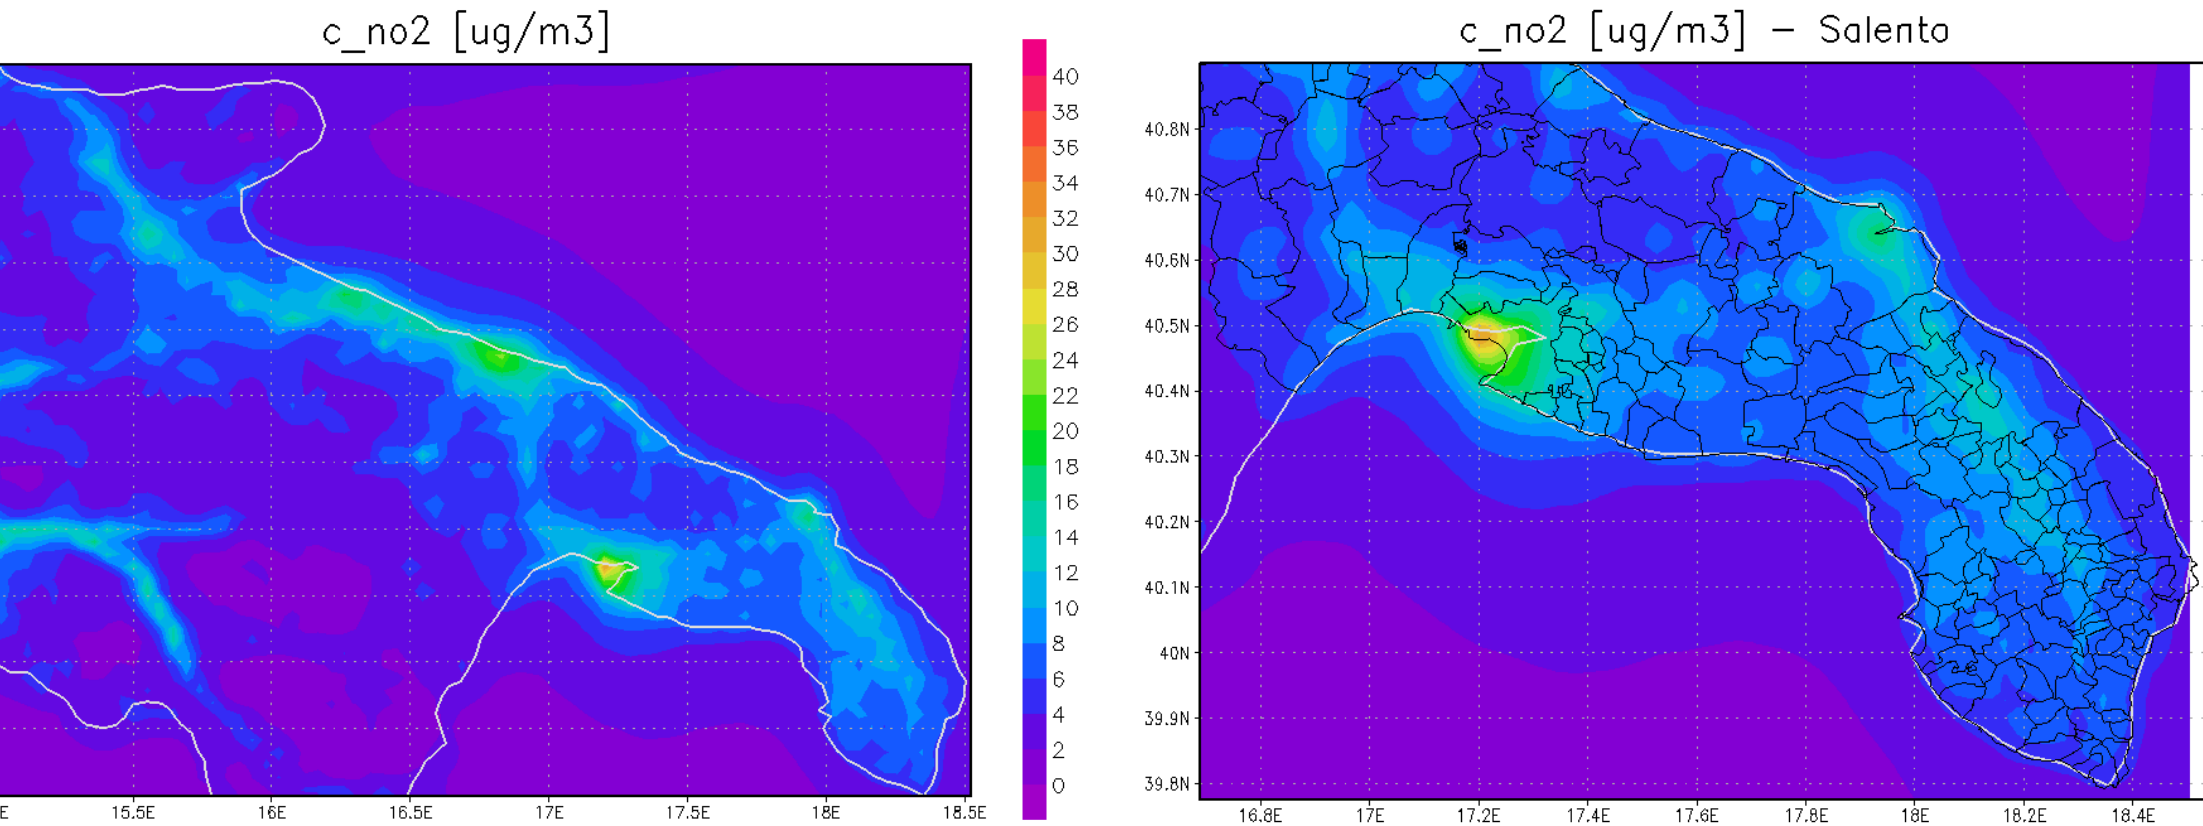 c_no2 [ug/m3]
c_no2 [ug/m3] – Salento
40
38
36
34
32
30
28
26
24
22
20
18
16
14
12
10
8
6
4
2
0
40.8N
40.7N
40.6N
40.5N
40.4N
40.3N
40.2N
40.1N
40N
39.9N
39.8N
E 15.5E 16E 16.5E 17E 17.5E 18E 18.5E
16.8E 17E 17.2E 17.4E 17.6E 17.8E 18E 18.2E 18.4E